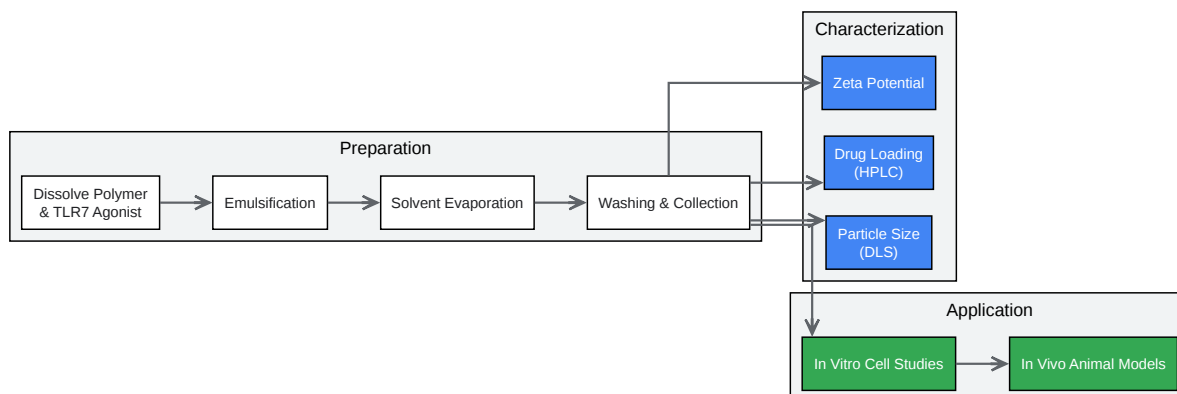 Characterization
Zeta Potential
Drug Loading
(HPLC)
Particle Size
(DLS)
Preparation
Dissolve Polymer
& TLR7 Agonist
Emulsification
Solvent Evaporation
Washing & Collection
Application
In Vitro Cell Studies
In Vivo Animal Models